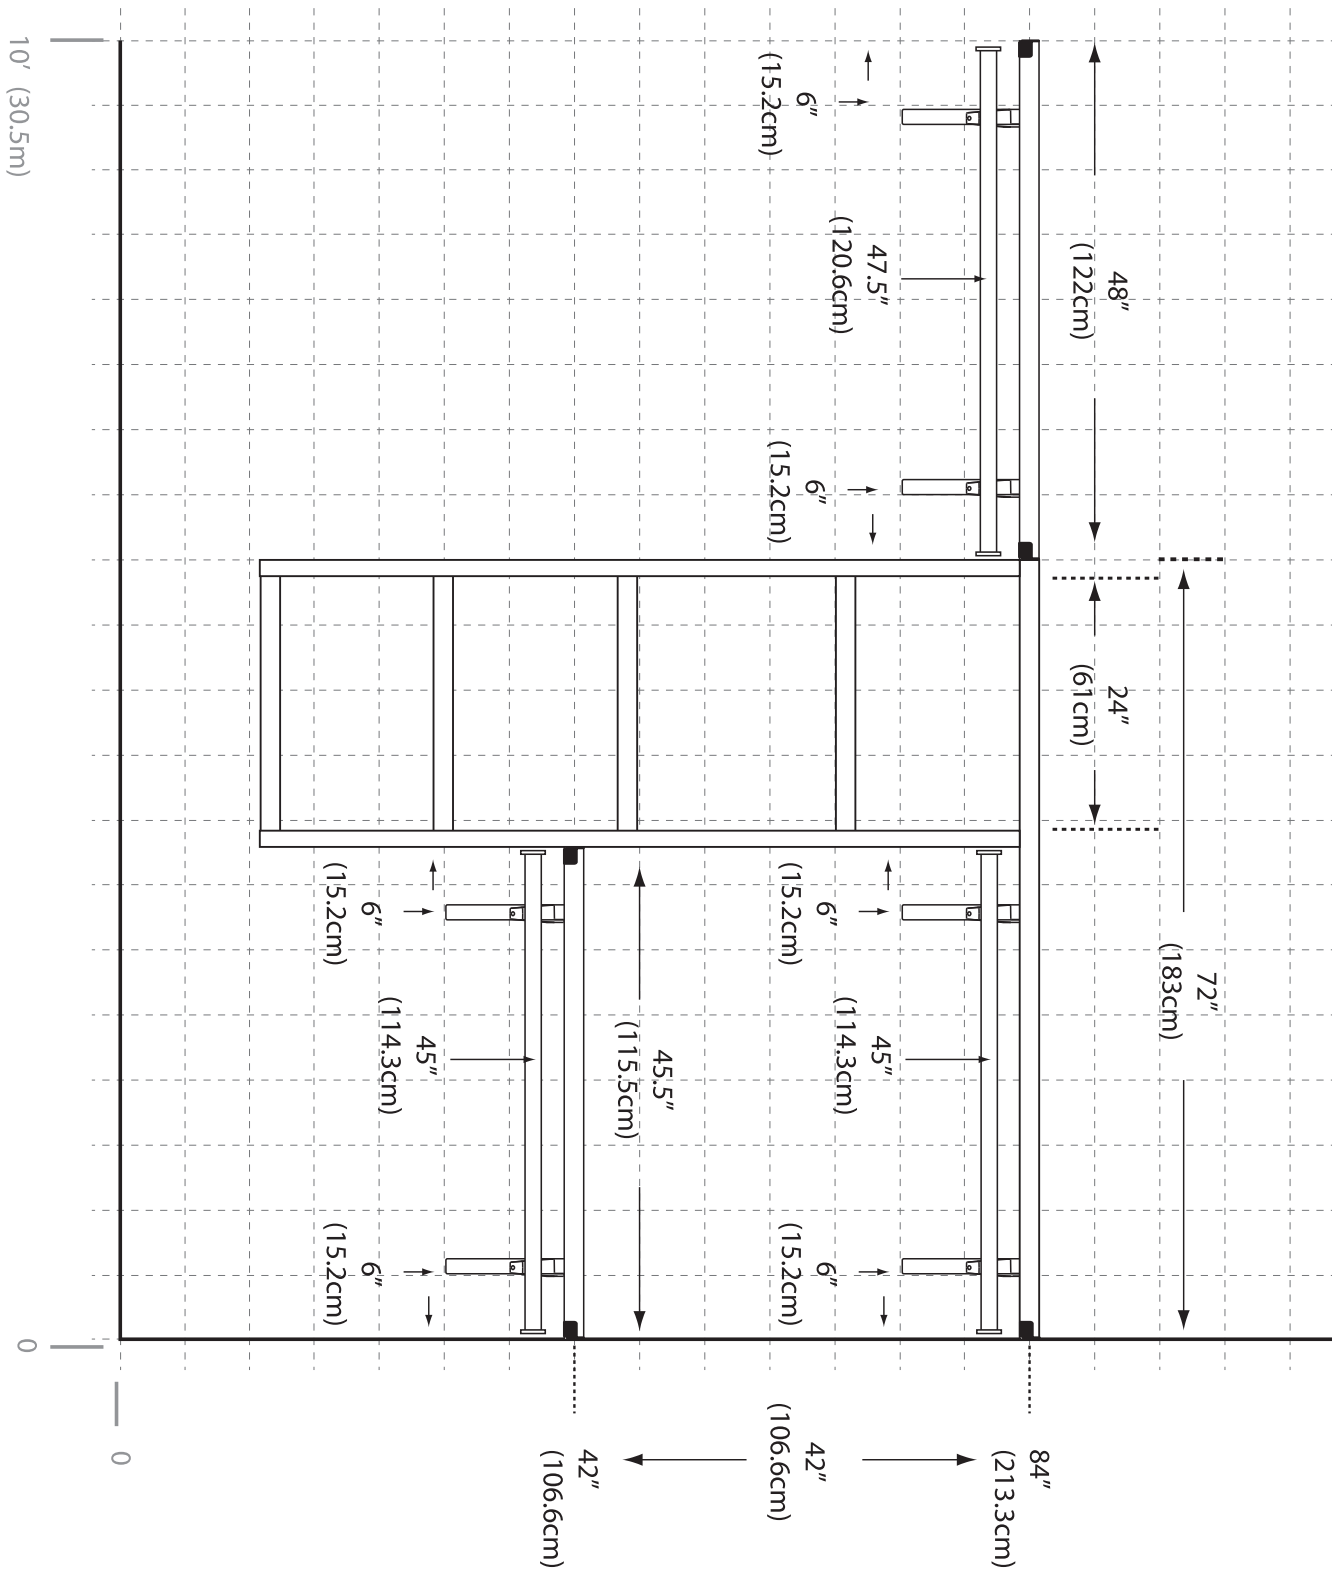 72”
(183cm)
48”
(122cm)
24”
(61cm)
84”
(213.3cm)
6”
(15.2cm)
47.5”
(120.6cm)
6”
(15.2cm)
6”
(15.2cm)
45”
(114.3cm)
6”
(15.2cm)
42”
(106.6cm)
45.5”
(115.5cm)
42”
(106.6cm)
6”
(15.2cm)
45”
(114.3cm)
6”
(15.2cm)
0
10’ (30.5m)
0